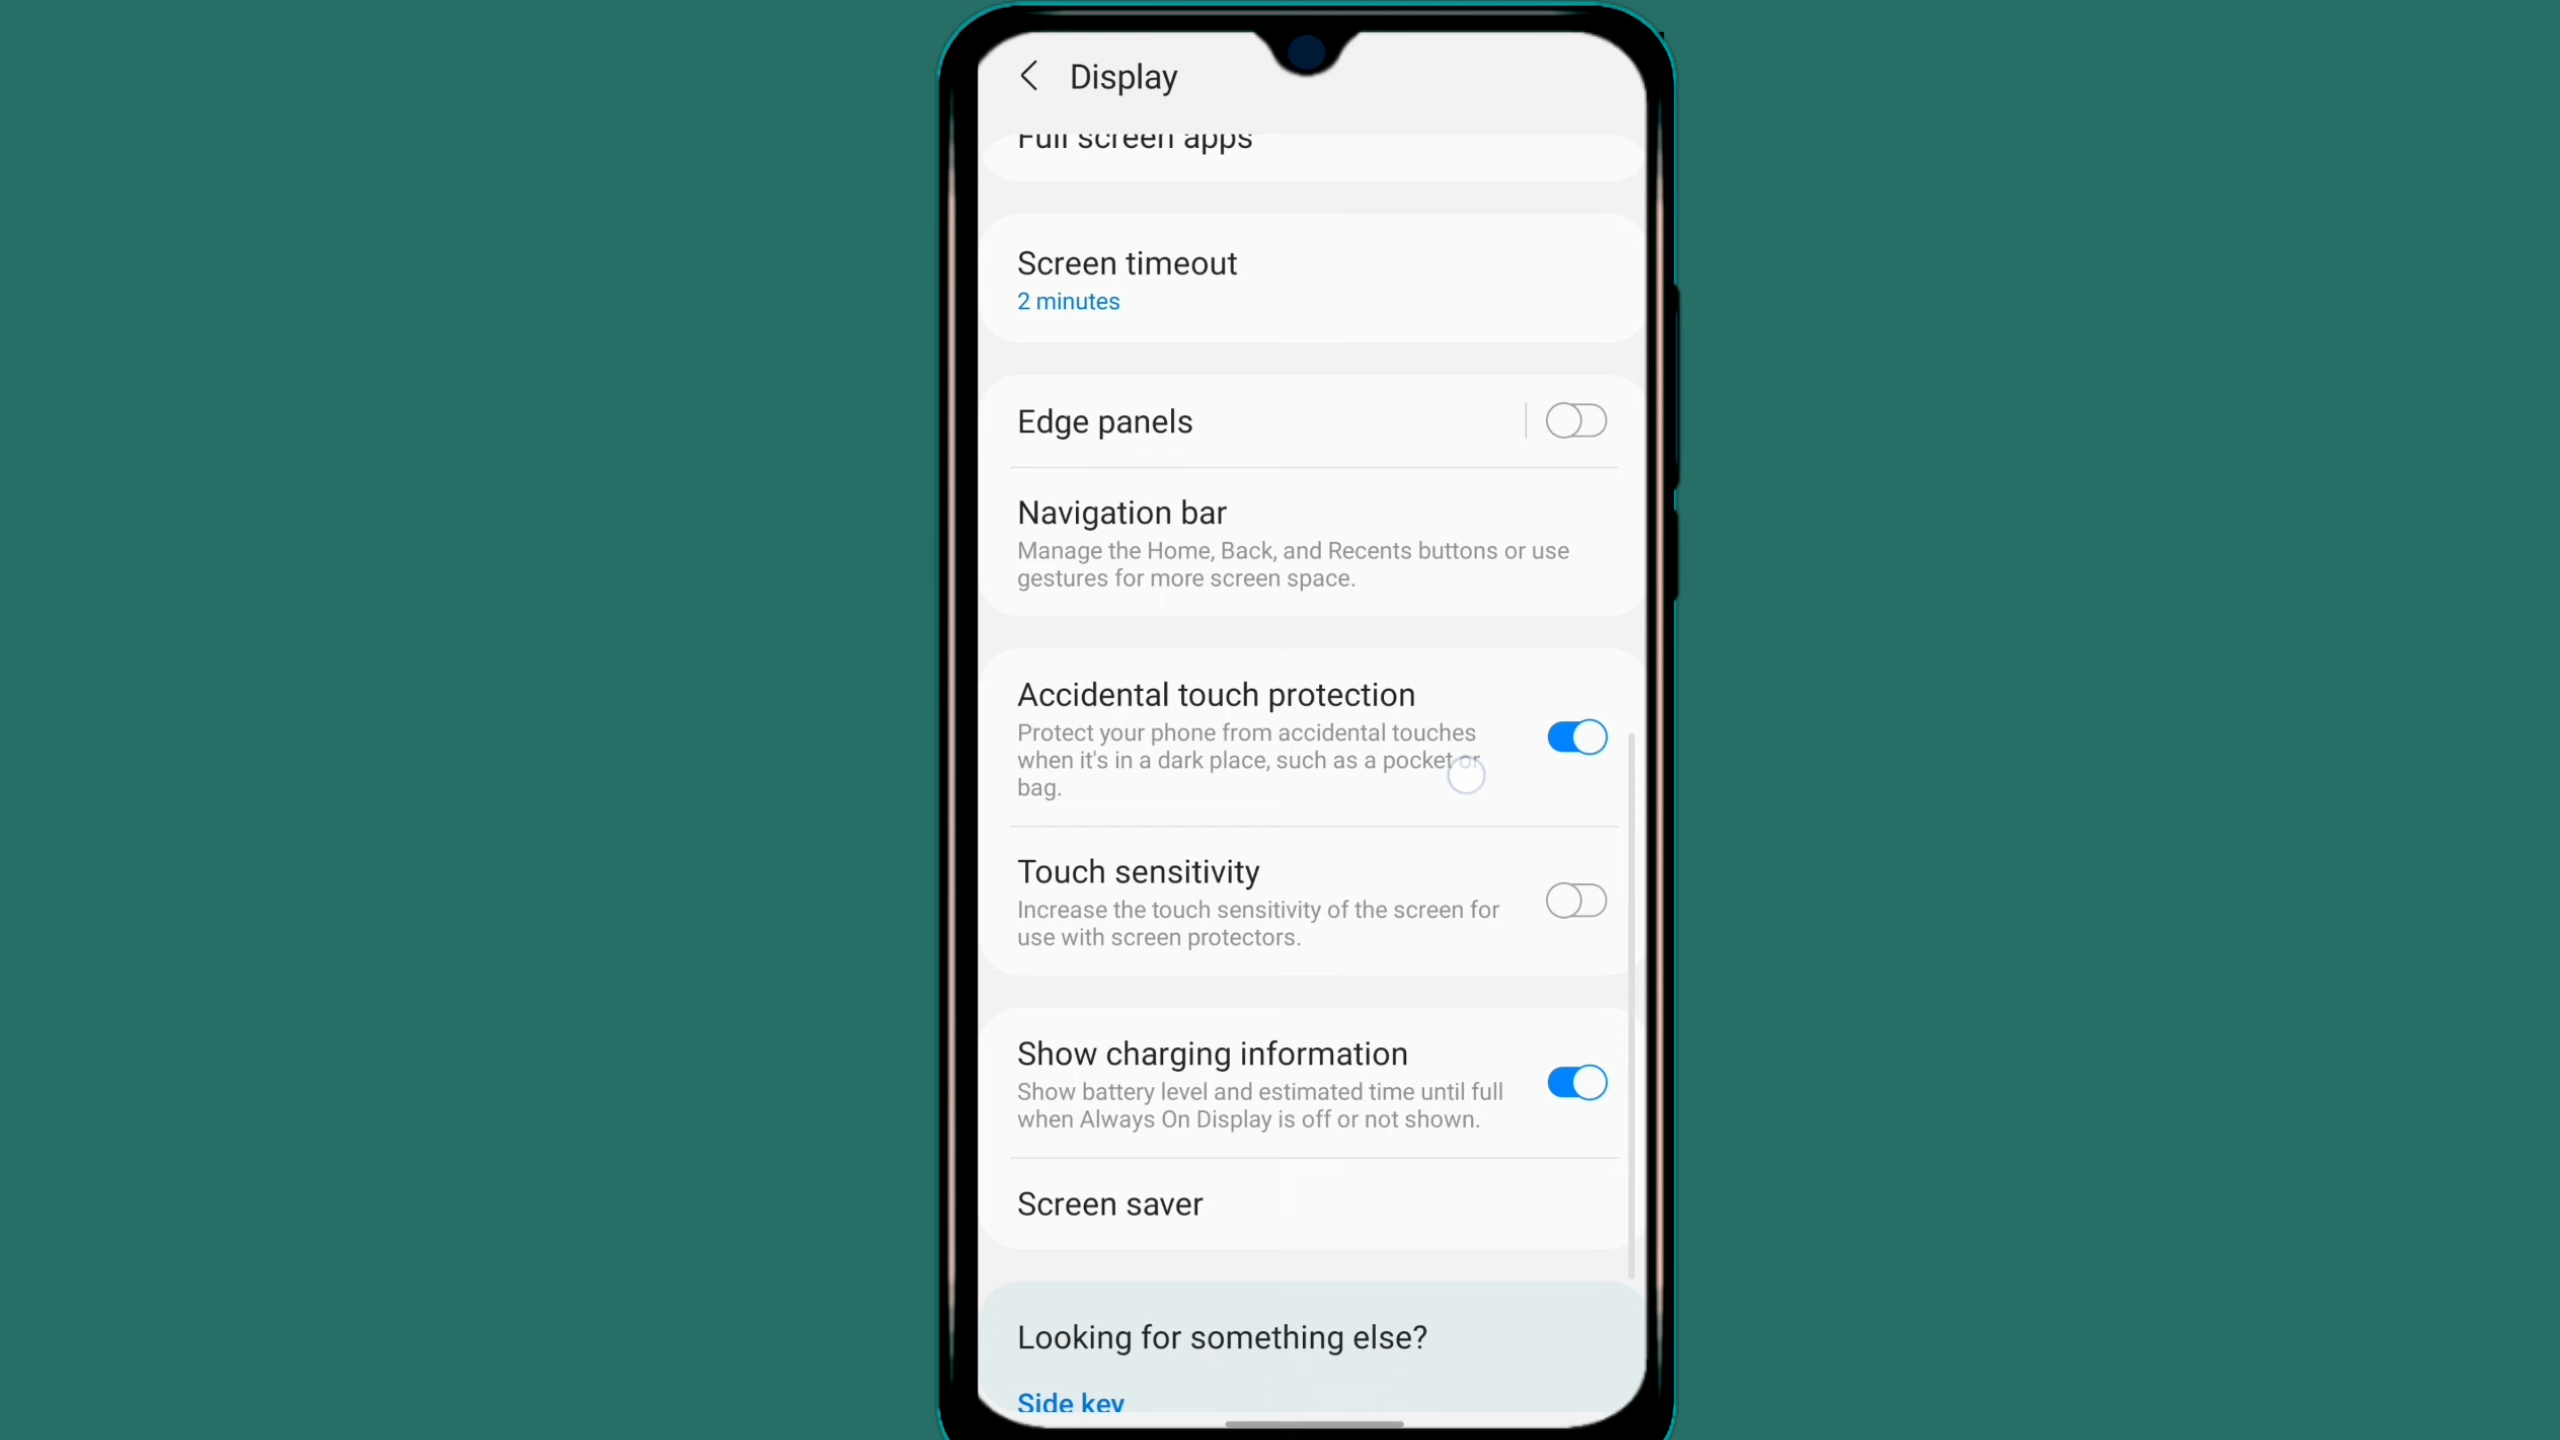 Display
Full screen apps
Screen timeout
2 minutes
Edge panels
Navigation bar
Manage the Home, Back, and Recents buttons or use
gestures for more screen space.
Accidental touch protection
Protect your phone from accidental touches
when it's in a dark place, such as a pocket or
bag.
Touch sensitivity
Increase the touch sensitivity of the screen for
use with screen protectors.
Show charging information
Show battery level and estimated time until full
when Always On Display is off or not shown.
Screen saver
Looking for something else?
Side key